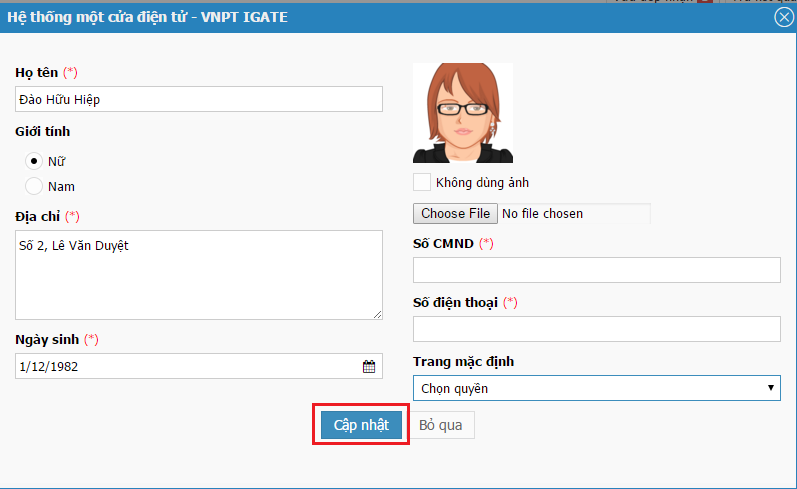 Hệ thống một cửa điện tử - VNPT IGATE
Họ tên (*)
Đào Hữu Hiệp
Giới tính
Nữ
Nam
Địa chỉ (*)
Số 2, Lê Văn Duyệt
Ngày sinh (*)
1/12/1982
Không dùng ảnh
Choose File No file chosen
Số CMND (*)
Số điện thoại (*)
Trang mặc định
Chọn quyền
Cập nhật Bỏ qua